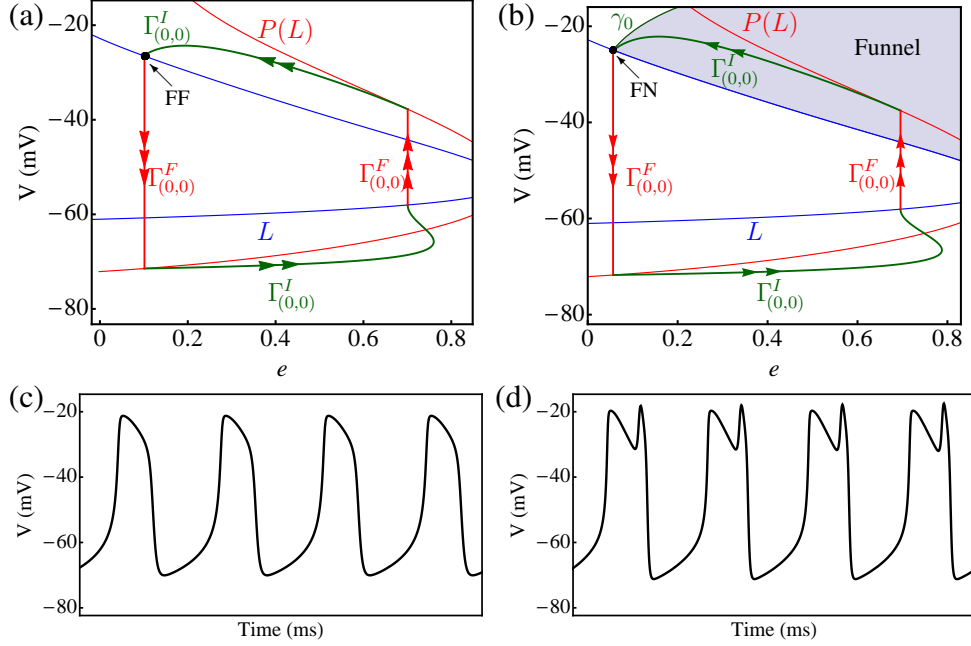 (a)
−20
−40
−60
−80
V (mV)
Γ^I_(0,0)
P(L)
FF
Γ^F_(0,0)
Γ^F_(0,0)
L
Γ^I_(0,0)
0
0.2
0.4
0.6
0.8
e
(b)
−20
−40
−60
−80
V (mV)
γ_0
P(L)
Funnel
FN
Γ^I_(0,0)
Γ^F_(0,0)
Γ^F_(0,0)
L
Γ^I_(0,0)
0
0.2
0.4
0.6
0.8
e
(c)
−20
−40
−60
−80
V (mV)
Time (ms)
(d)
−20
−40
−60
−80
V (mV)
Time (ms)